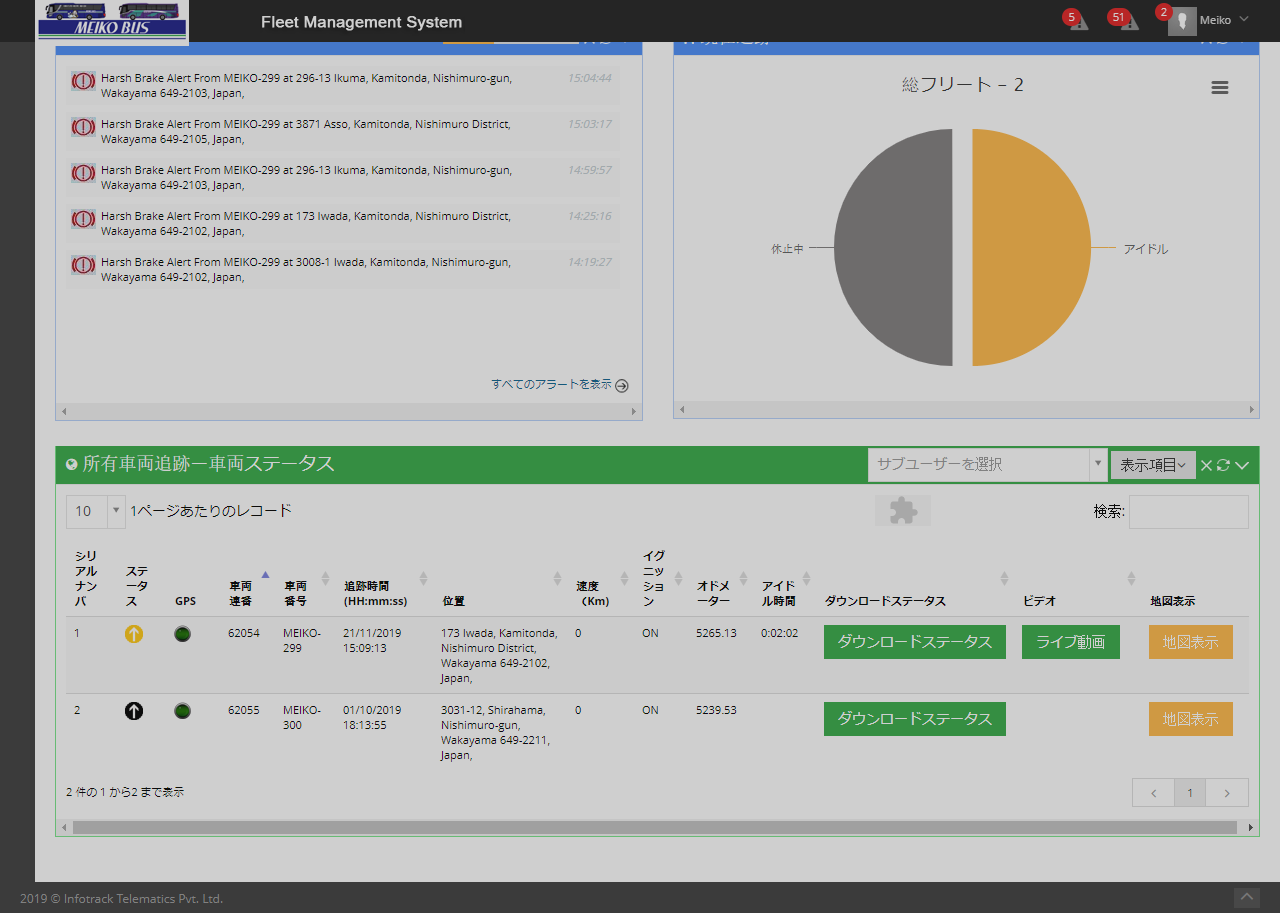 MEIKO BUS
Fleet Management System
5
51
2
Meiko
Harsh Brake Alert From MEIKO-299 at 296-13 Ikuma, Kamitonda, Nishimuro-gun,
Wakayama 649-2103, Japan,
15:04:44
Harsh Brake Alert From MEIKO-299 at 3871 Asso, Kamitonda, Nishimuro District,
Wakayama 649-2105, Japan,
15:03:17
Harsh Brake Alert From MEIKO-299 at 296-13 Ikuma, Kamitonda, Nishimuro-gun,
Wakayama 649-2103, Japan,
14:59:57
Harsh Brake Alert From MEIKO-299 at 173 Iwada, Kamitonda, Nishimuro District,
Wakayama 649-2102, Japan,
14:25:16
Harsh Brake Alert From MEIKO-299 at 3008-1 Iwada, Kamitonda, Nishimuro-gun,
Wakayama 649-2102, Japan,
14:19:27
すべてのアラートを表示
総フリート – 2
休止中
アイドル
所有車両追跡ー車両ステータス
サブユーザーを選択
表示項目
10
1ページあたりのレコード
検索:
シリ
アル
ナン
バ
ステ
ータ
ス
GPS
車両
連番
車両
番号
追跡時間
(HH:mm:ss)
位置
速度
（Km)
イグ
ニッ
ショ
ン
オドメ
ーター
アイド
ル時間
ダウンロードステータス
ビデオ
地図表示
1
62054
MEIKO-
299
21/11/2019
15:09:13
173 Iwada, Kamitonda,
Nishimuro District,
Wakayama 649-2102,
Japan,
0
ON
5265.13
0:02:02
ダウンロードステータス
ライブ動画
地図表示
2
62055
MEIKO-
300
01/10/2019
18:13:55
3031-12, Shirahama,
Nishimuro-gun,
Wakayama 649-2211,
Japan,
0
ON
5239.53
ダウンロードステータス
地図表示
2 件の 1 から2 まで表示
1
2019 © Infotrack Telematics Pvt. Ltd.